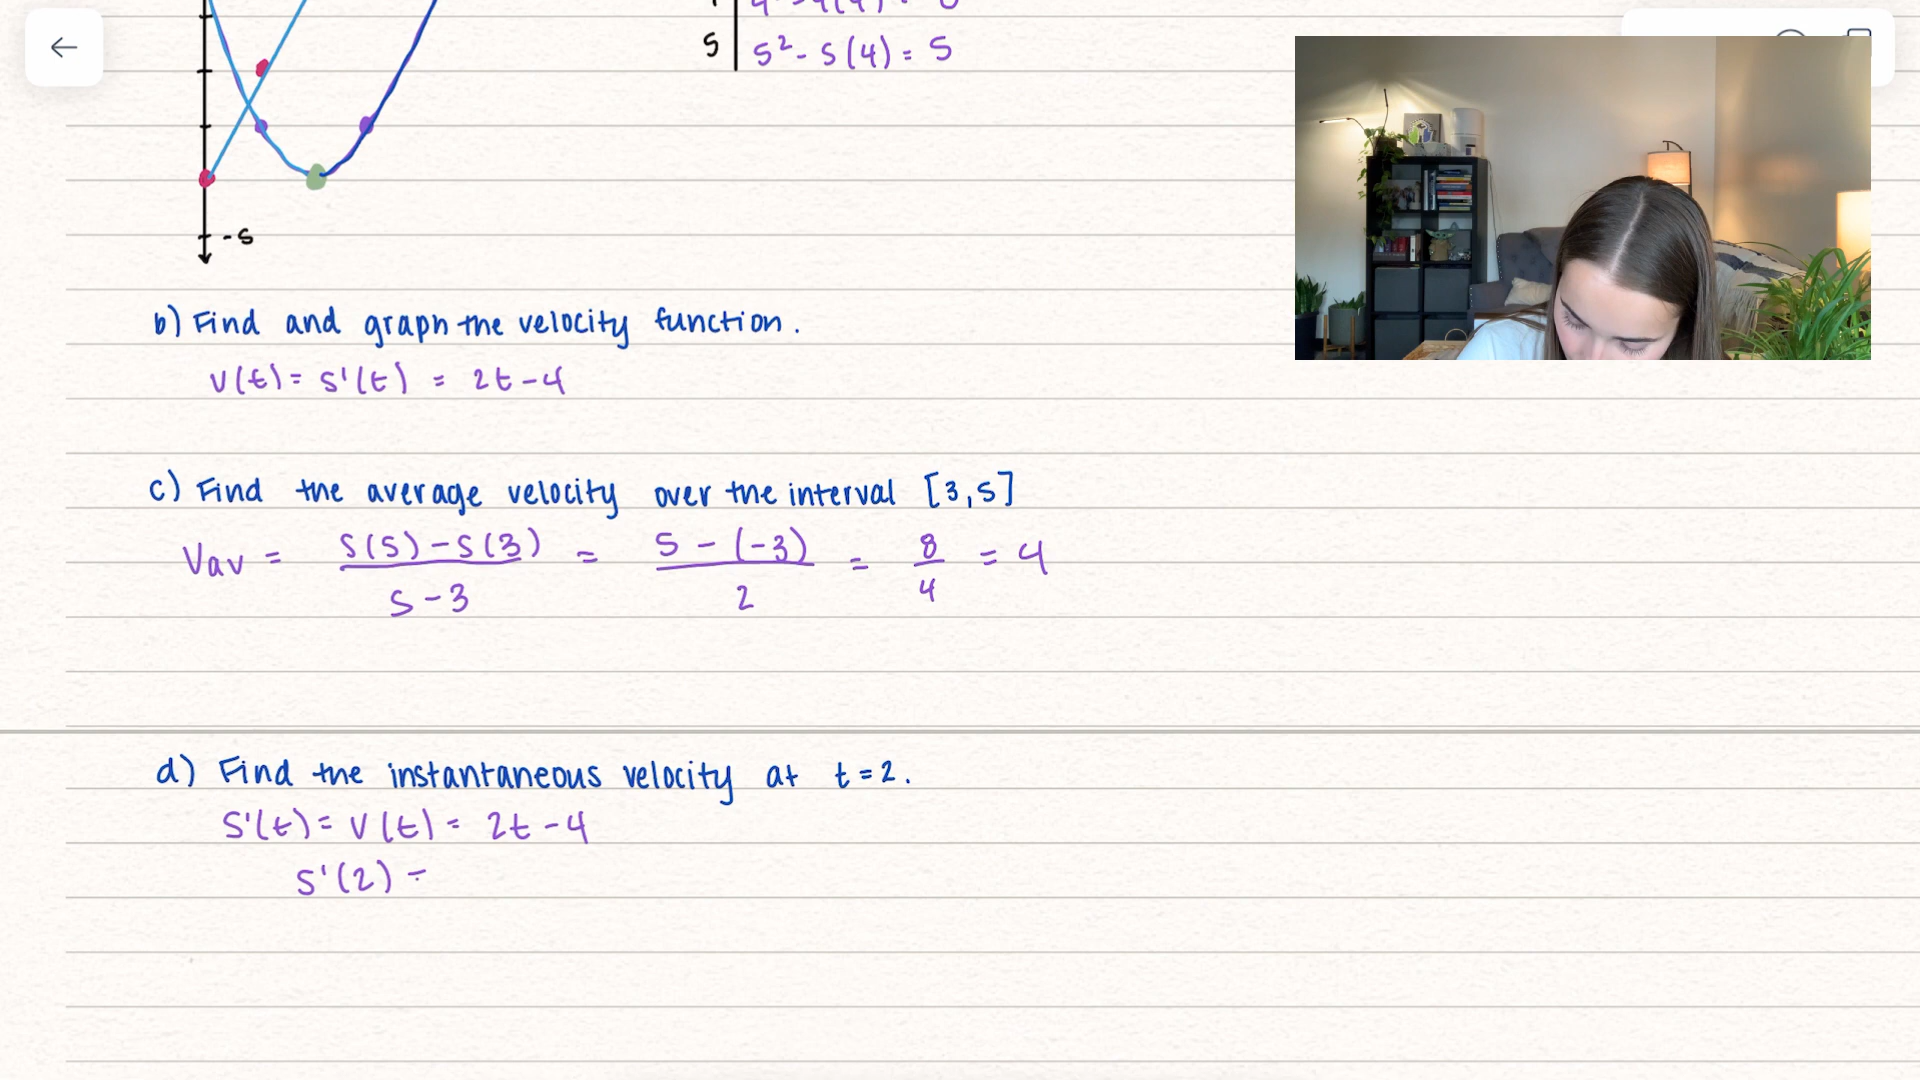 5 | 5² - 5(4) = 5
-5
b) Find and graph the velocity function.
v(t) = s'(t) = 2t - 4
c) Find the average velocity over the interval [3,5]
Vav = s(5) - s(3) / 5 - 3 = 5 - (-3) / 2 = 8/4 = 4
d) Find the instantaneous velocity at t = 2.
s'(t) = v(t) = 2t - 4
s'(2) =